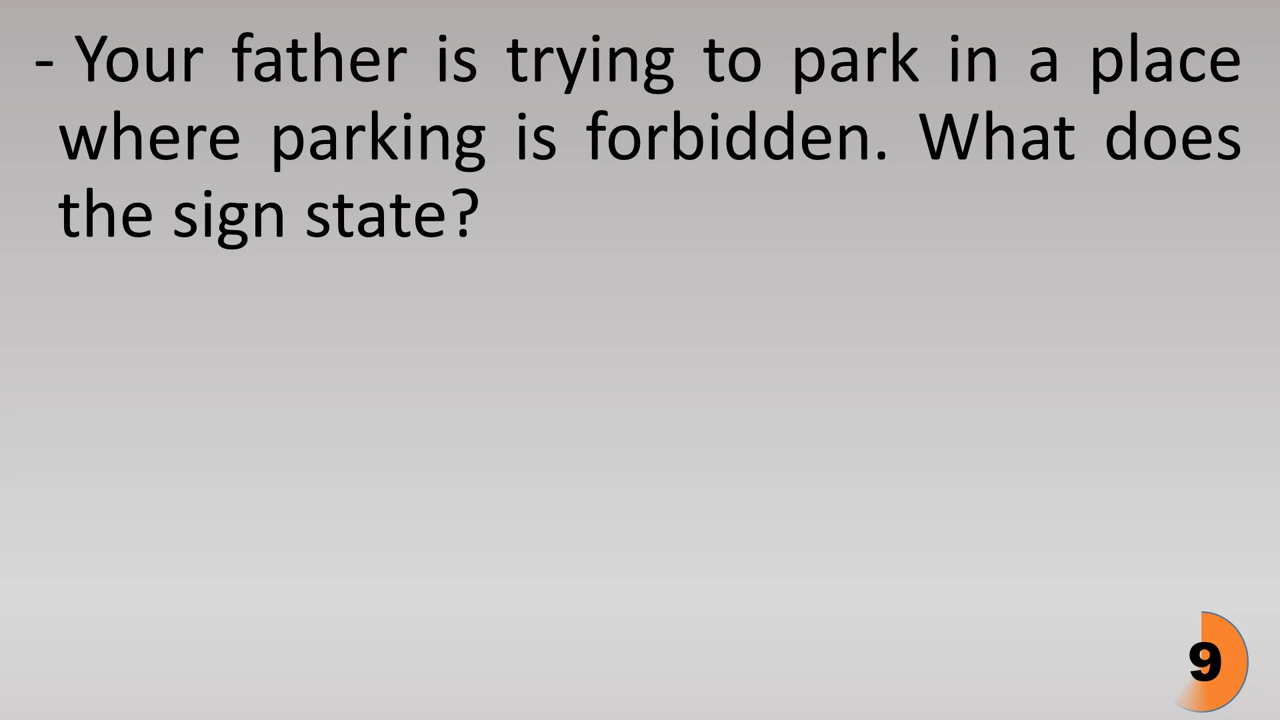 - Your father is trying to park in a place
where parking is forbidden. What does
the sign state?
9